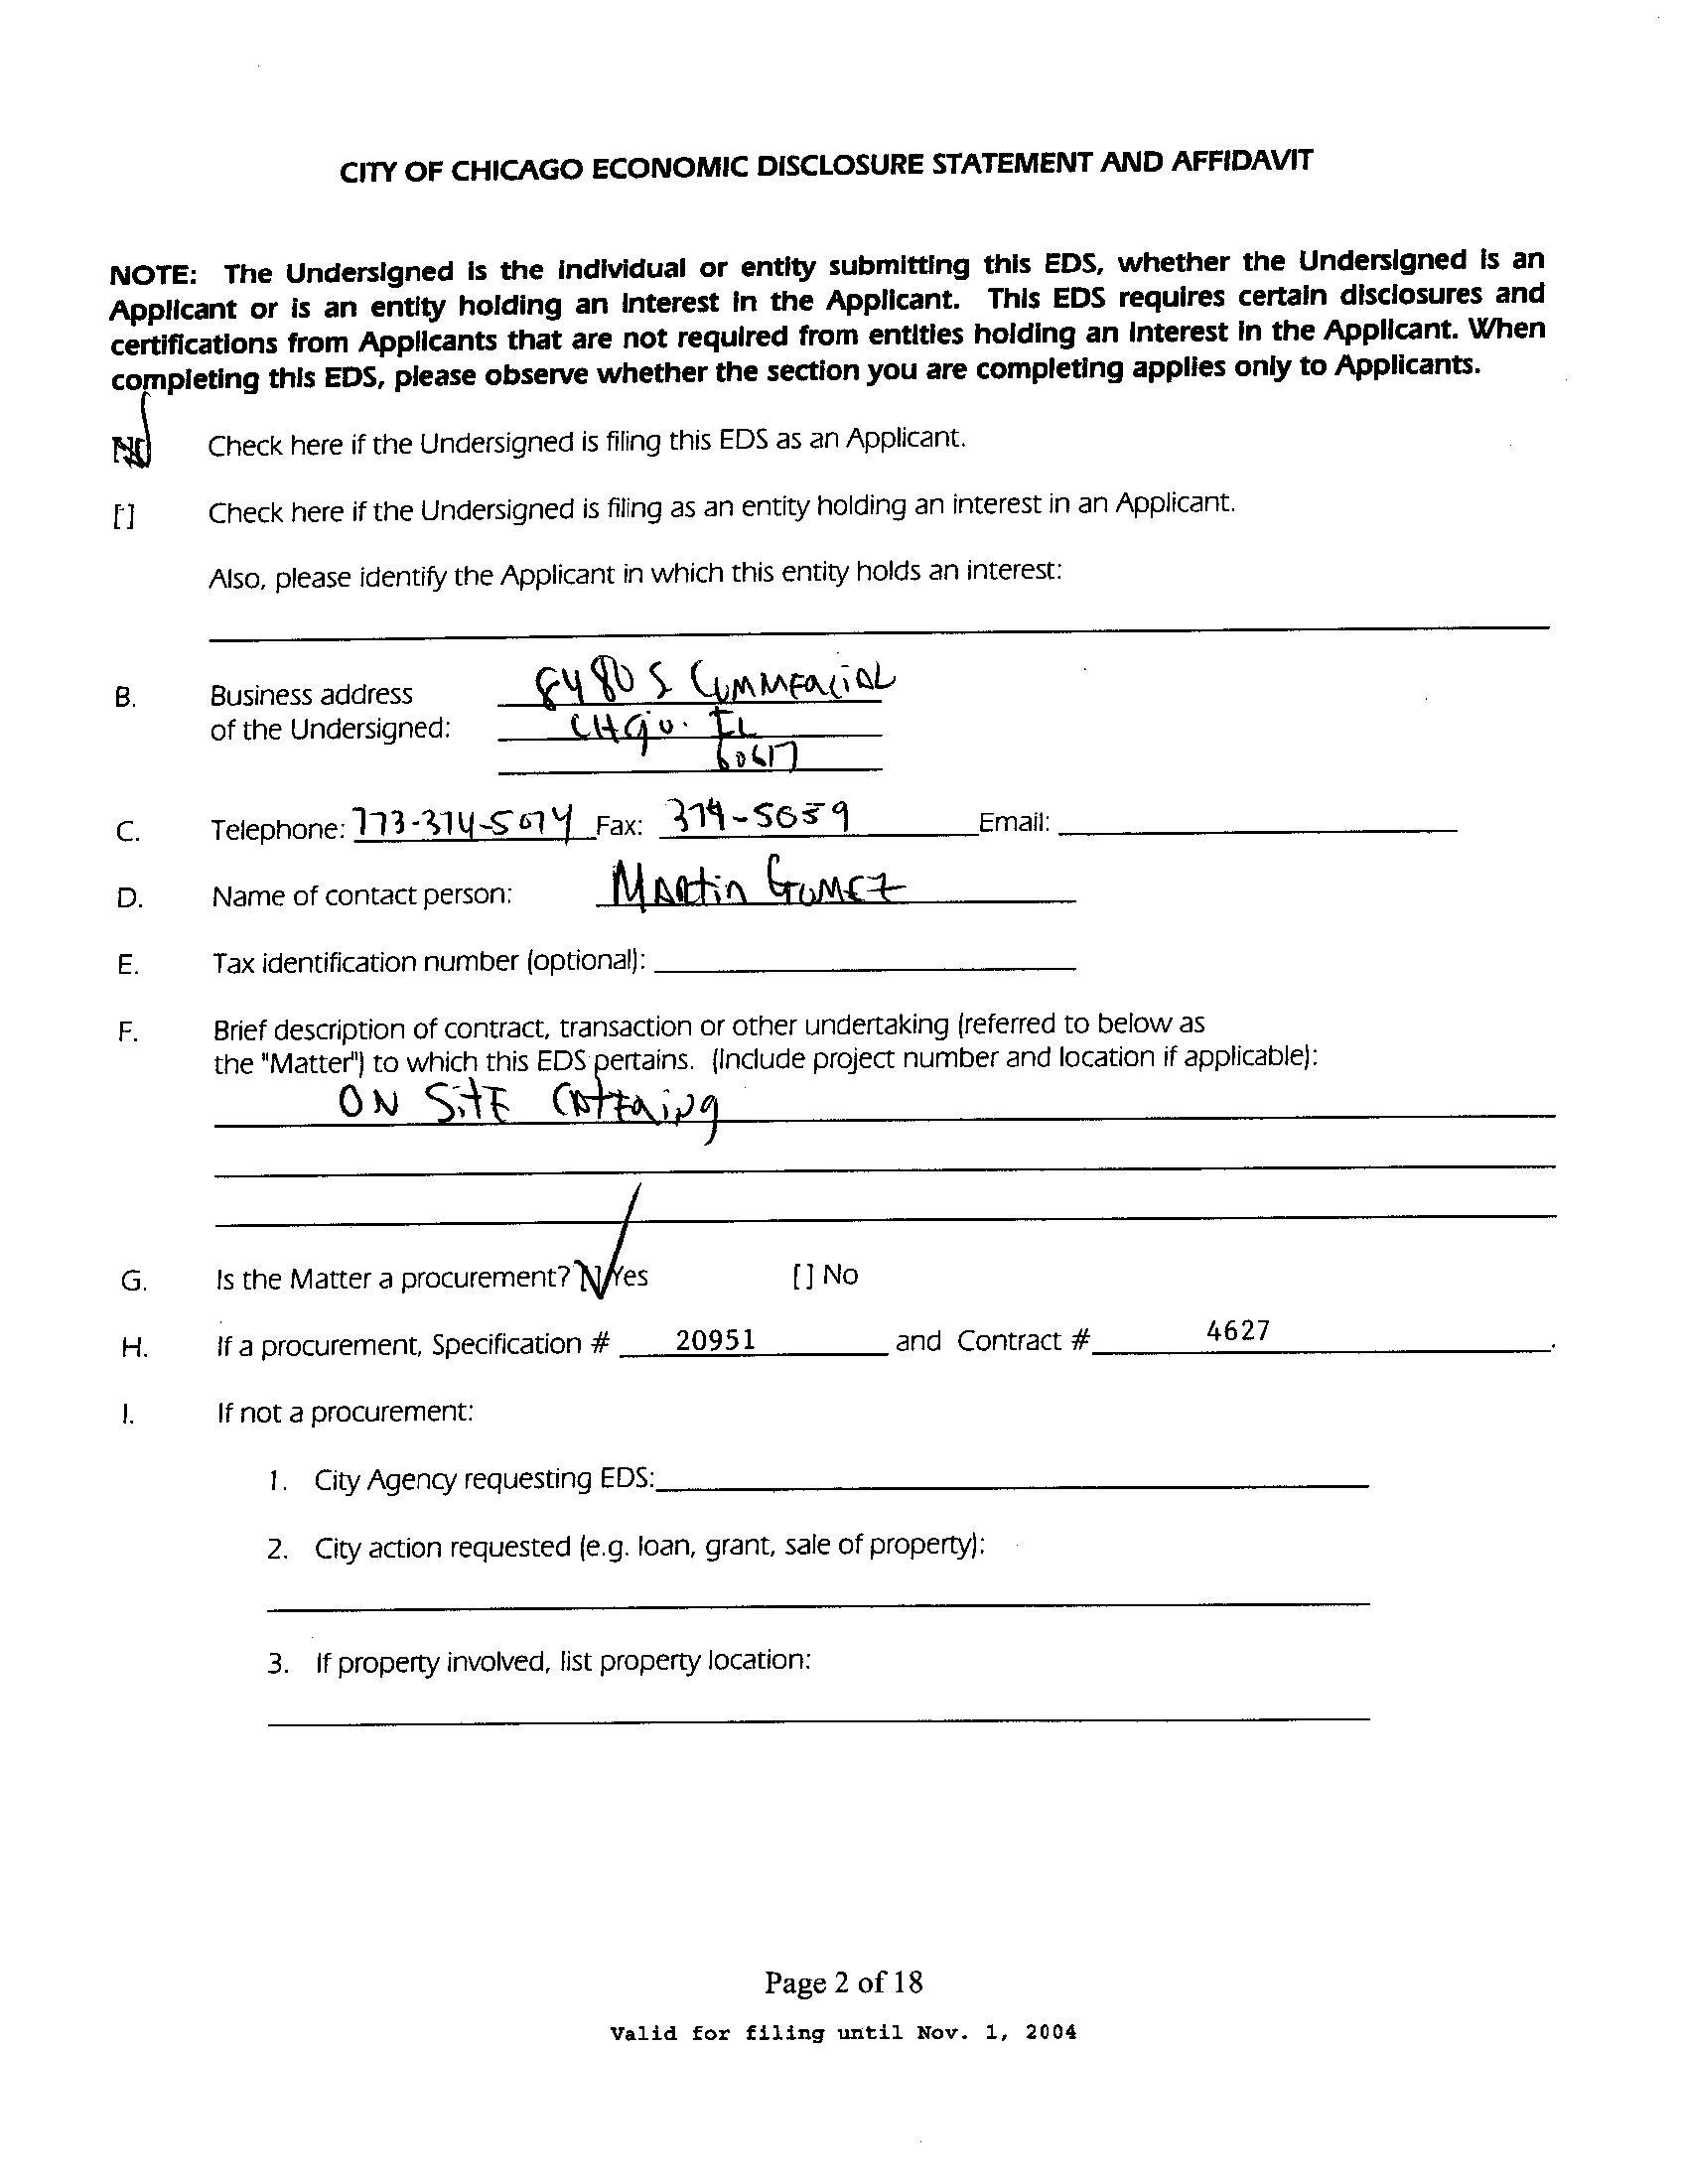 CITY OF CHICAGO ECONOMIC DISCLOSURE STATEMENT AND AFFIDAVIT
NOTE: The Undersigned is the individual or entity submitting this EDS, whether the Undersigned is an
Applicant or is an entity holding an interest in the Applicant. This EDS requires certain disclosures and
certifications from Applicants that are not required from entities holding an interest in the Applicant. When
completing this EDS, please observe whether the section you are completing applies only to Applicants.
Check here if the Undersigned is filing this EDS as an Applicant.
[ ] Check here if the Undersigned is filing as an entity holding an interest in an Applicant.
Also, please identify the Applicant in which this entity holds an interest:
B. Business address 8480 S COMMERCIAL
of the Undersigned: CHGO. IL
60617
C. Telephone: 773-374-5074 Fax: 374-5059 Email:
D. Name of contact person: MARtin GOMEZ
E. Tax identification number (optional):
F. Brief description of contract, transaction or other undertaking (referred to below as
the "Matter") to which this EDS pertains. (Include project number and location if applicable):
ON SitE CAtERiNg
G. Is the Matter a procurement? [✓] Yes [ ] No
H. If a procurement, Specification # 20951 and Contract # 4627.
I. If not a procurement:
1. City Agency requesting EDS:
2. City action requested (e.g. loan, grant, sale of property):
3. If property involved, list property location:
Page 2 of 18
Valid for filing until Nov. 1, 2004